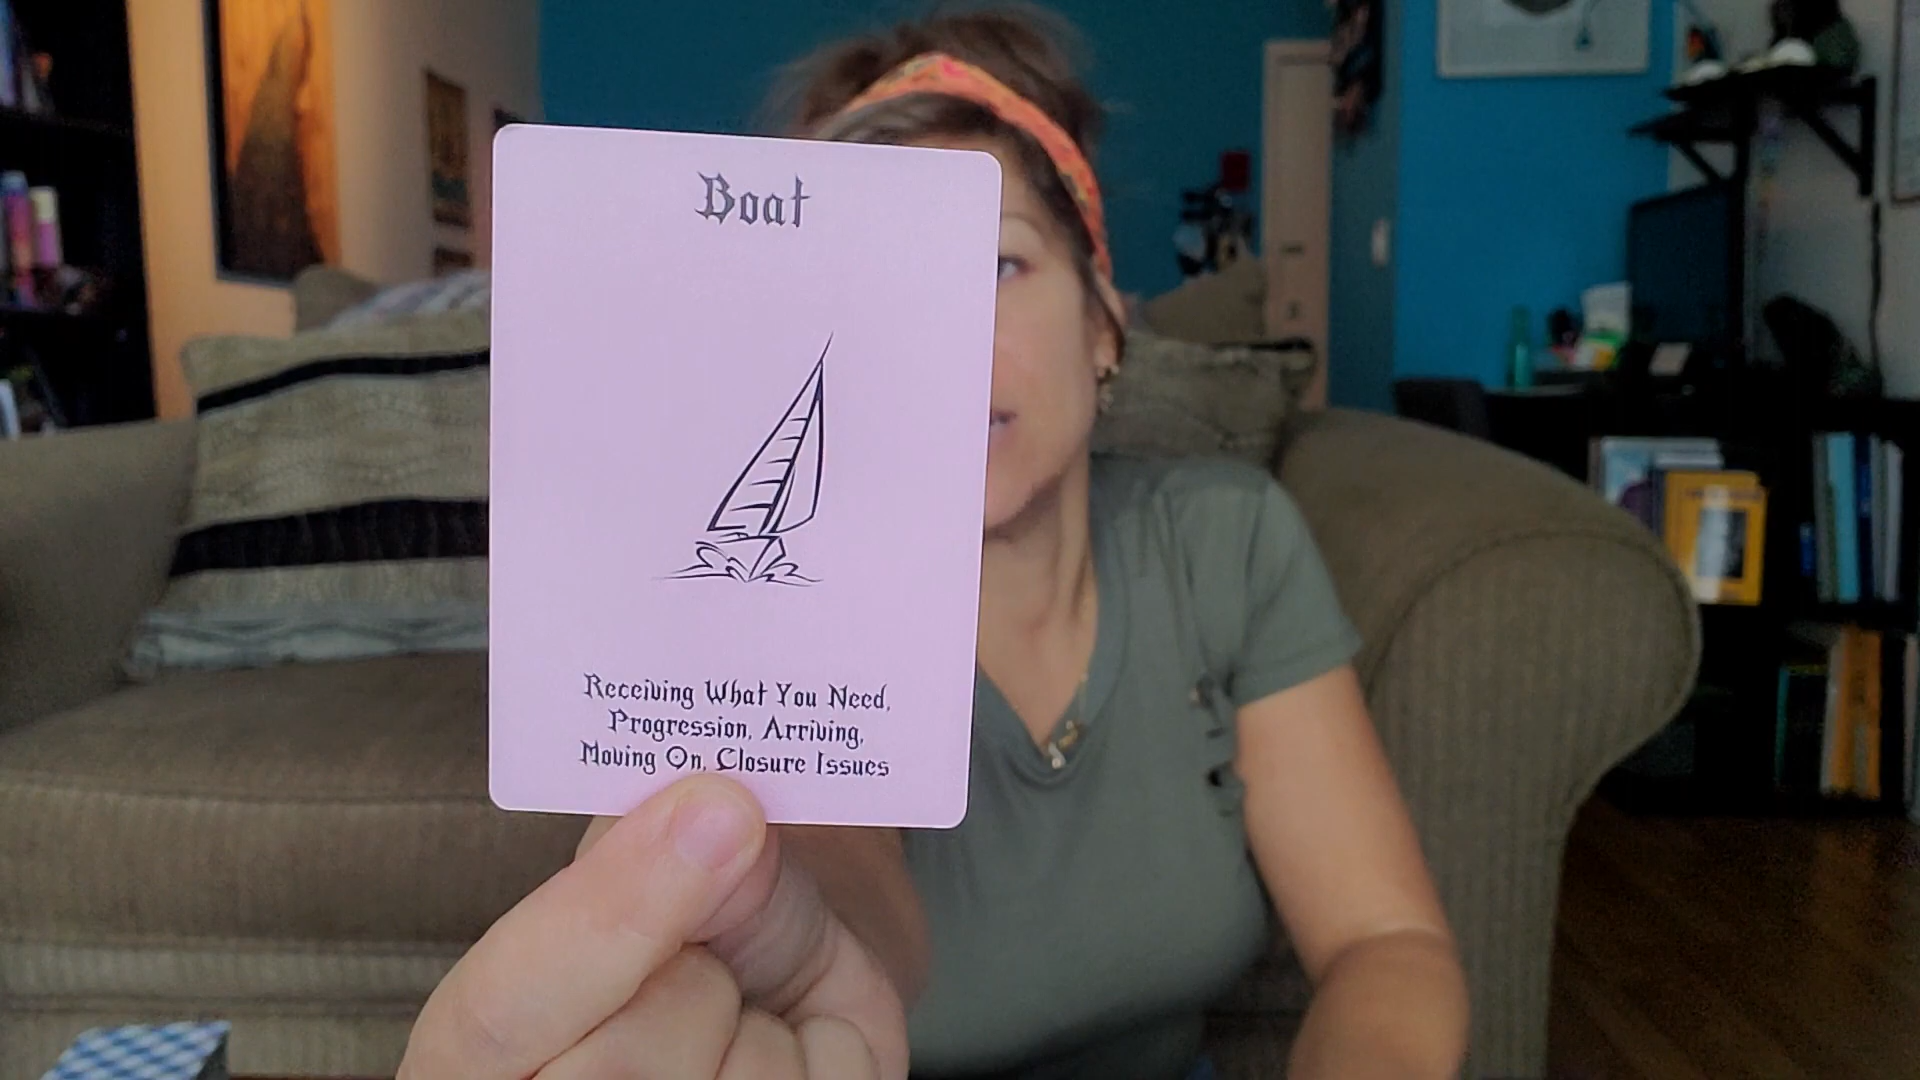 Boat
Receiving What You Need,
Progression, Arriving,
Moving On, Closure Issues